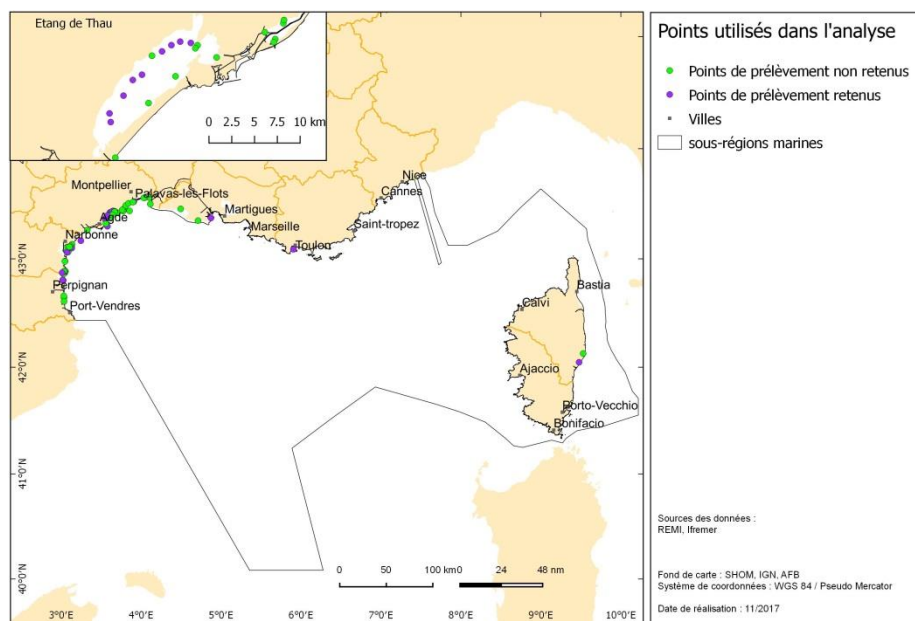 Etang de Thau
0 2.5 5 7.5 10 km
Points utilisés dans l'analyse
Points de prélèvement non retenus
Points de prélèvement retenus
Villes
sous-régions marines
Montpellier
Palavas-les-Flots
Nice
Cannes
Martigues
Agde
Marseille
Saint-tropez
Narbonne
Toulon
Perpignan
Port-Vendres
Bastia
Calvi
Ajaccio
Porto-Vecchio
Bonifacio
43°0'N
42°0'N
41°0'N
40°0'N
0 50 100 km
0 24 48 nm
3°0'E 4°0'E 5°0'E 6°0'E 7°0'E 8°0'E 9°0'E 10°0'E
Sources des données :
REMI, Ifremer
Fond de carte : SHOM, IGN, AFB
Système de coordonnées : WGS 84 / Pseudo Mercator
Date de réalisation : 11/2017